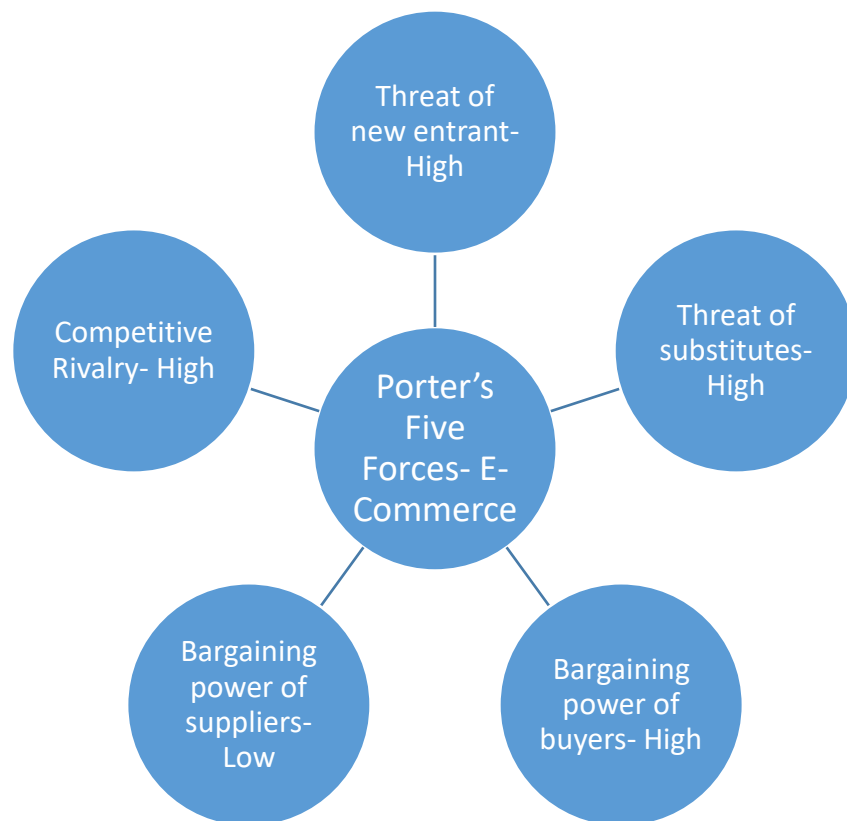 Threat of
new entrant-
High
Competitive
Rivalry- High
Threat of
substitutes-
High
Porter’s
Five
Forces- E-
Commerce
Bargaining
power of
suppliers-
Low
Bargaining
power of
buyers- High